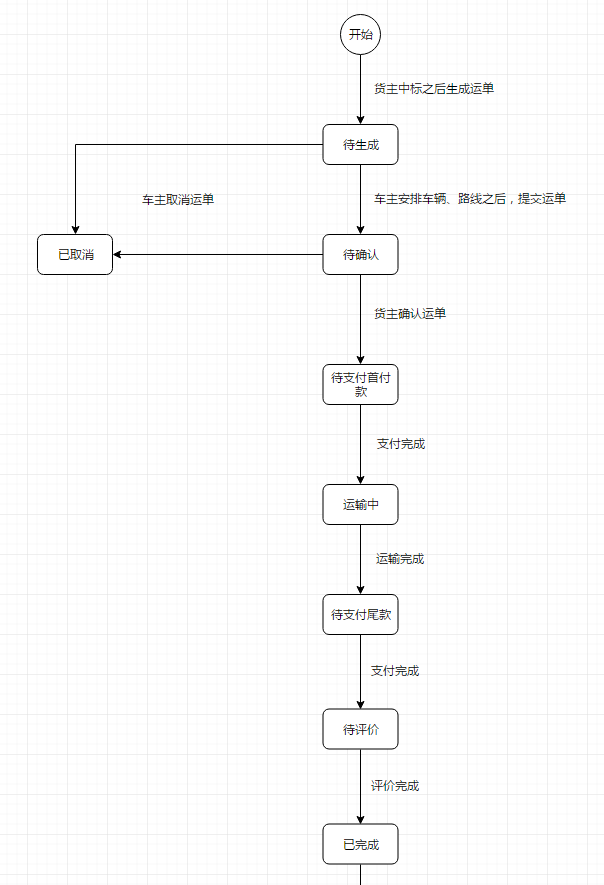 开始
货主中标之后生成运单
待生成
车主取消运单
车主安排车辆、路线之后，提交运单
已取消
待确认
货主确认运单
待支付首付
款
支付完成
运输中
运输完成
待支付尾款
支付完成
待评价
评价完成
已完成